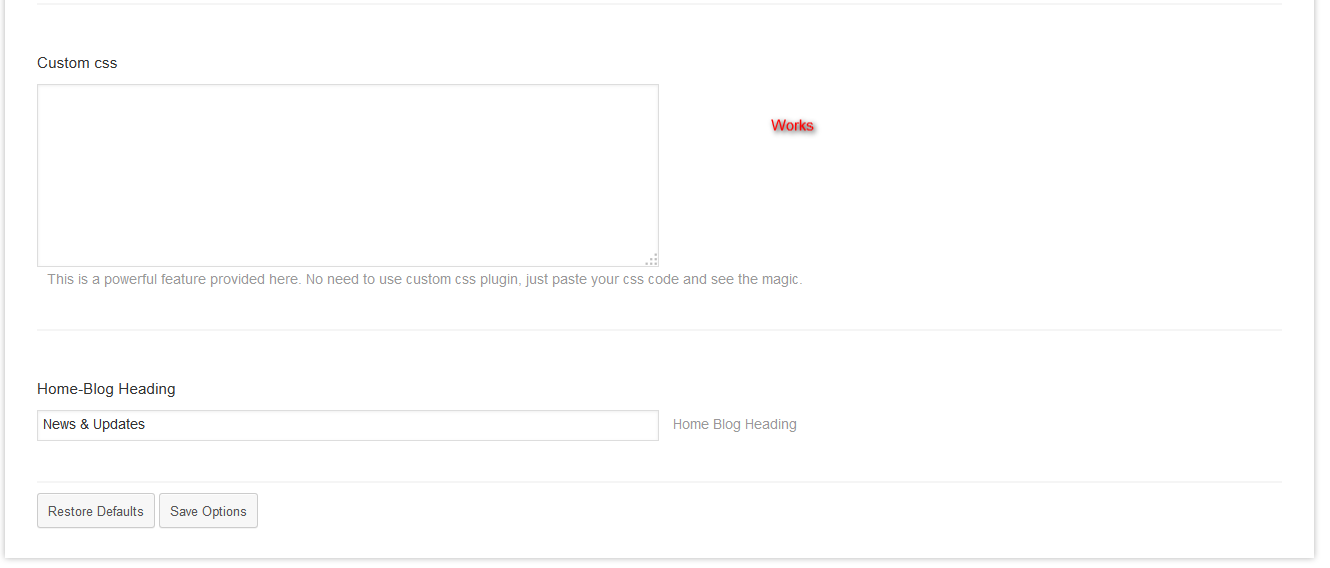 Custom css
Works
This is a powerful feature provided here. No need to use custom css plugin, just paste your css code and see the magic.
Home-Blog Heading
News & Updates
Home Blog Heading
Restore Defaults
Save Options